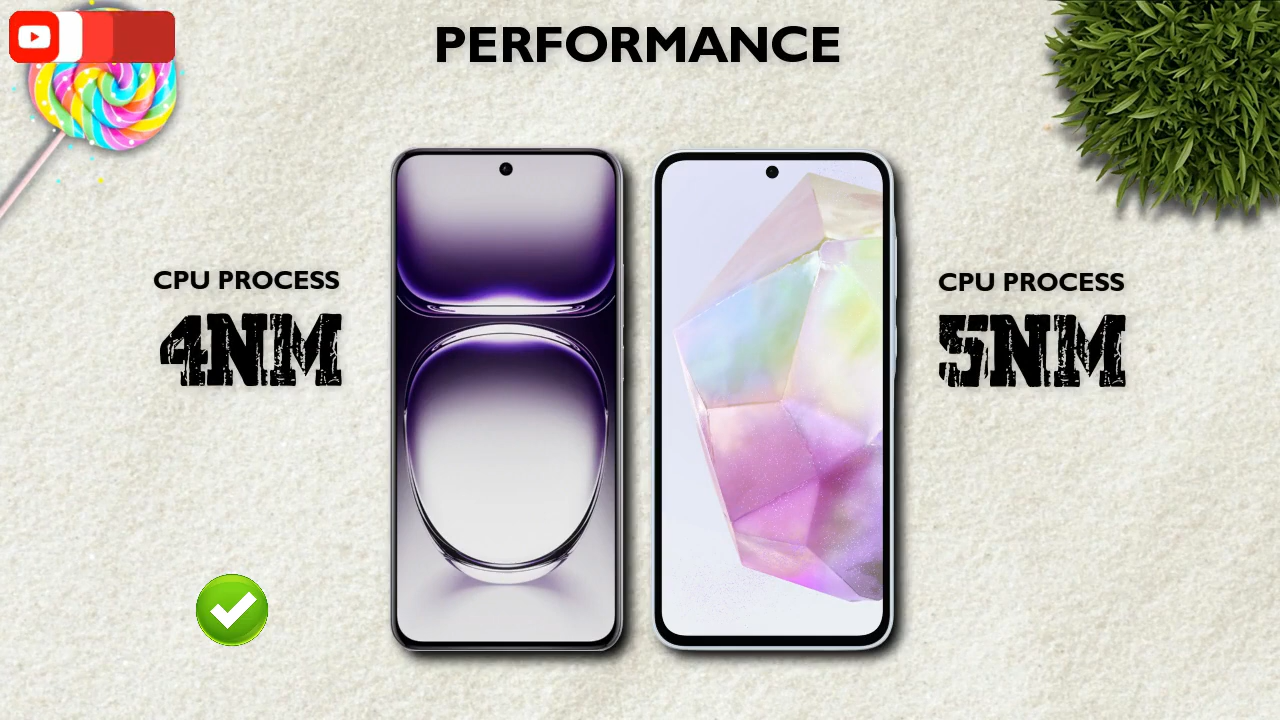 PERFORMANCE
CPU PROCESS
4NM
CPU PROCESS
5NM